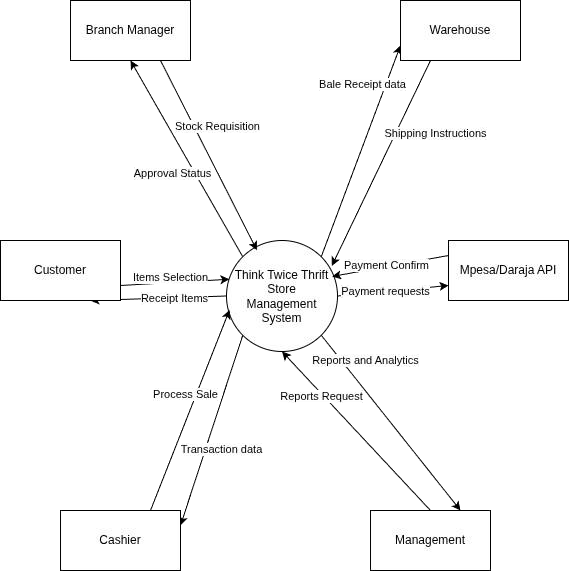 Branch Manager
Warehouse
Bale Receipt data
Stock Requisition
Shipping Instructions
Approval Status
Customer
Items Selection
Receipt Items
Think Twice Thrift
Store
Management
System
Payment Confirm
Payment requests
Mpesa/Daraja API
Reports and Analytics
Process Sale
Reports Request
Transaction data
Cashier
Management